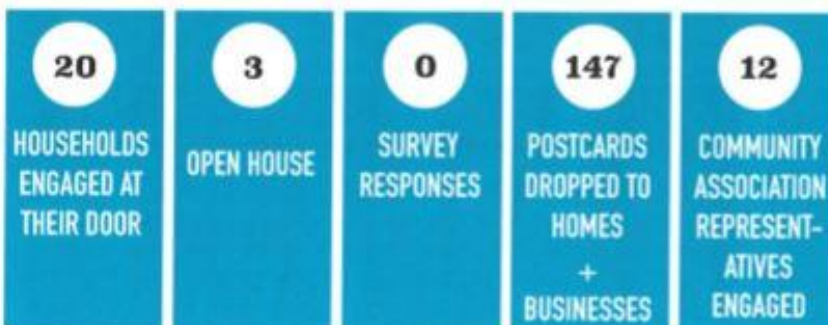 20
HOUSEHOLDS
ENGAGED AT
THEIR DOOR
3
OPEN HOUSE
0
SURVEY
RESPONSES
147
POSTCARDS
DROPPED TO
HOMES
+
BUSINESSES
12
COMMUNITY
ASSOCIATION
REPRESENT-
ATIVES
ENGAGED